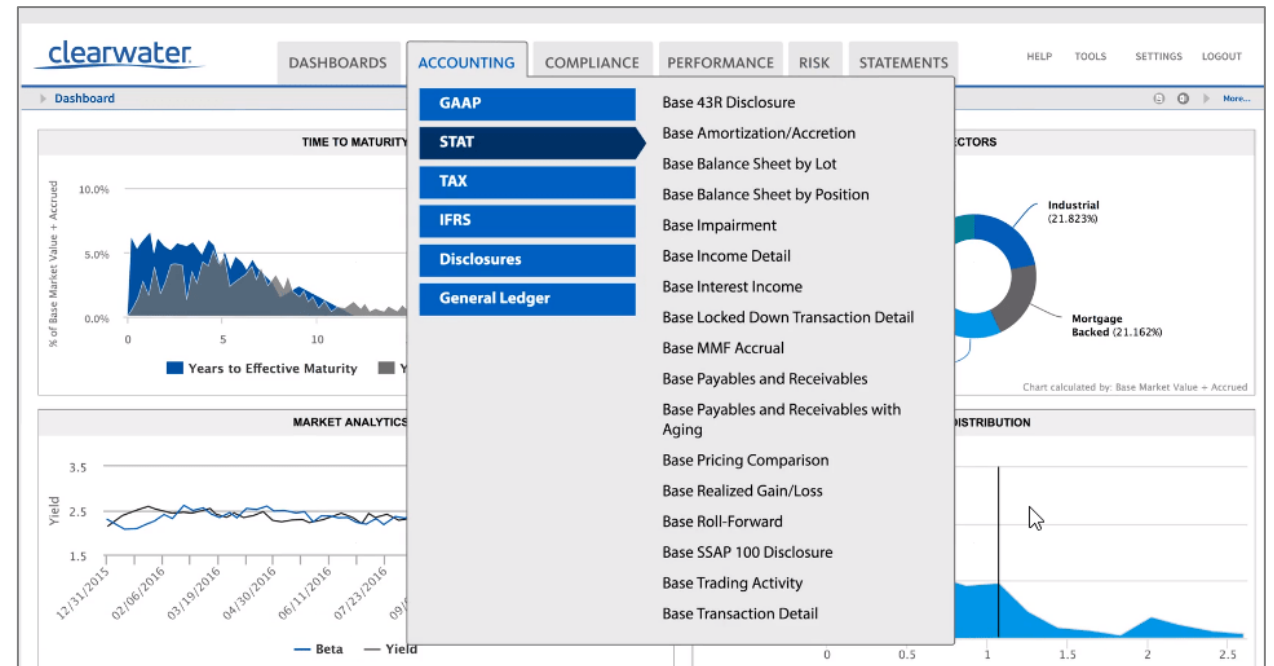 clearwater
DASHBOARDS
ACCOUNTING
COMPLIANCE
PERFORMANCE
RISK
STATEMENTS
HELP
TOOLS
SETTINGS
LOGOUT
Dashboard
More...
GAAP
STAT
TAX
IFRS
Disclosures
General Ledger
Base 43R Disclosure
Base Amortization/Accretion
Base Balance Sheet by Lot
Base Balance Sheet by Position
Base Impairment
Base Income Detail
Base Interest Income
Base Locked Down Transaction Detail
Base MMF Accrual
Base Payables and Receivables
Base Payables and Receivables with
Aging
Base Pricing Comparison
Base Realized Gain/Loss
Base Roll-Forward
Base SSAP 100 Disclosure
Base Trading Activity
Base Transaction Detail
TIME TO MATURITY
% of Base Market Value + Accrued
10.0%
5.0%
0.0%
0
5
10
Years to Effective Maturity
Y
ECTORS
Industrial
(21.823%)
Mortgage
Backed (21.162%)
Chart calculated by: Base Market Value + Accrued
MARKET ANALYTICS
Yield
3.5
2.5
1.5
12/31/2015
02/06/2016
03/19/2016
04/30/2016
06/11/2016
07/23/2016
09/
Beta
Yield
DISTRIBUTION
0
0.5
1
1.5
2
2.5